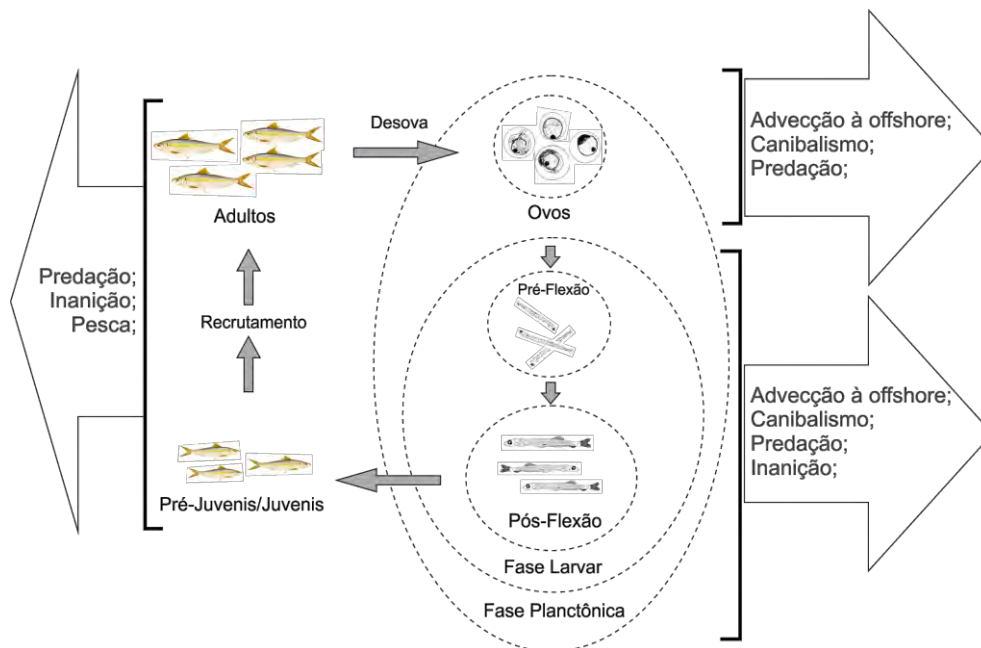 Desova
Adultos
Ovos
Advecção à offshore;
Canibalismo;
Predação;
Predação;
Inanição;
Pesca;
Recrutamento
Pré-Flexão
Advecção à offshore;
Canibalismo;
Predação;
Inanição;
Pré-Juvenis/Juvenis
Pós-Flexão
Fase Larvar
Fase Planctônica